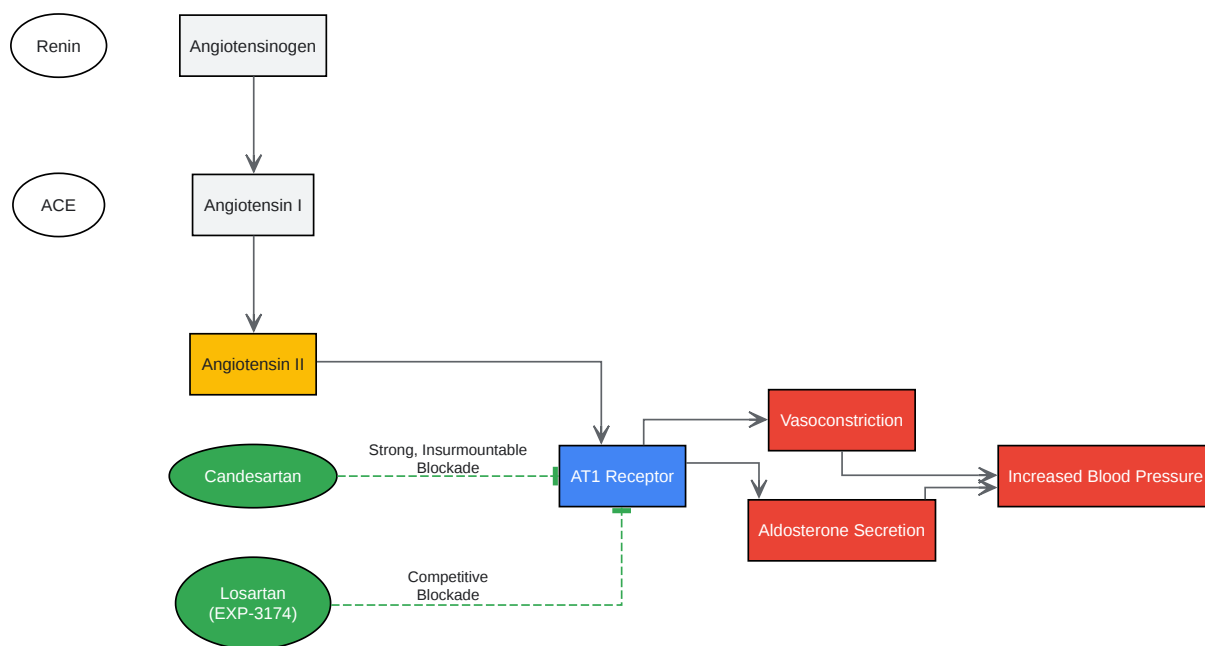 Renin
Angiotensinogen
ACE
Angiotensin I
Angiotensin II
Vasoconstriction
Strong, Insurmountable
Blockade
Candesartan
AT1 Receptor
Increased Blood Pressure
Aldosterone Secretion
Competitive
Blockade
Losartan
(EXP-3174)